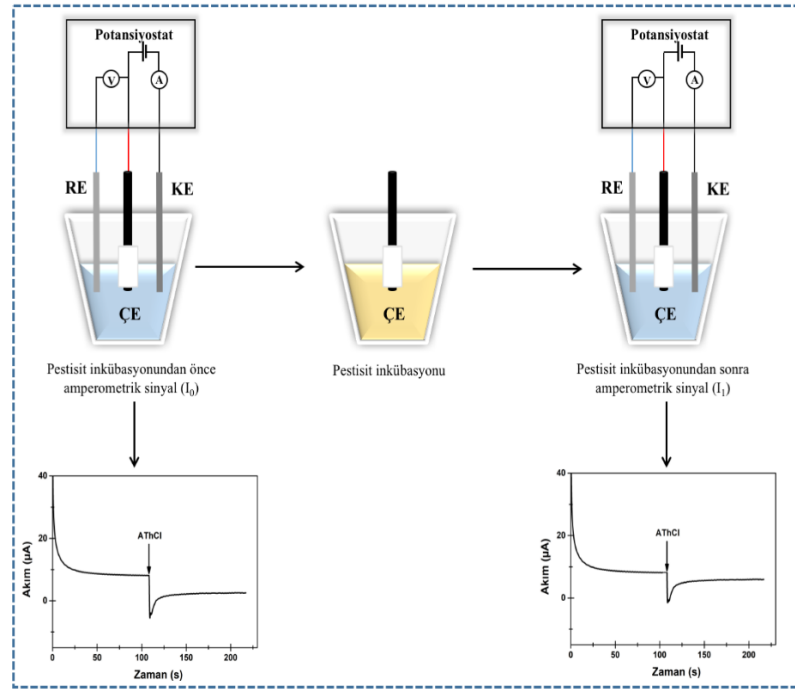 Potansiyostat
V
A
RE
KE
ÇE
Pestisit inkübasyonundan önce
amperometrik sinyal (I₀)
ÇE
Pestisit inkübasyonu
Potansiyostat
V
A
RE
KE
ÇE
Pestisit inkübasyonundan sonra
amperometrik sinyal (I₁)
40
20
0
AThCl
Akım (µA)
0
50
100
150
200
Zaman (s)
40
20
0
AThCl
Akım (µA)
0
50
100
150
200
Zaman (s)